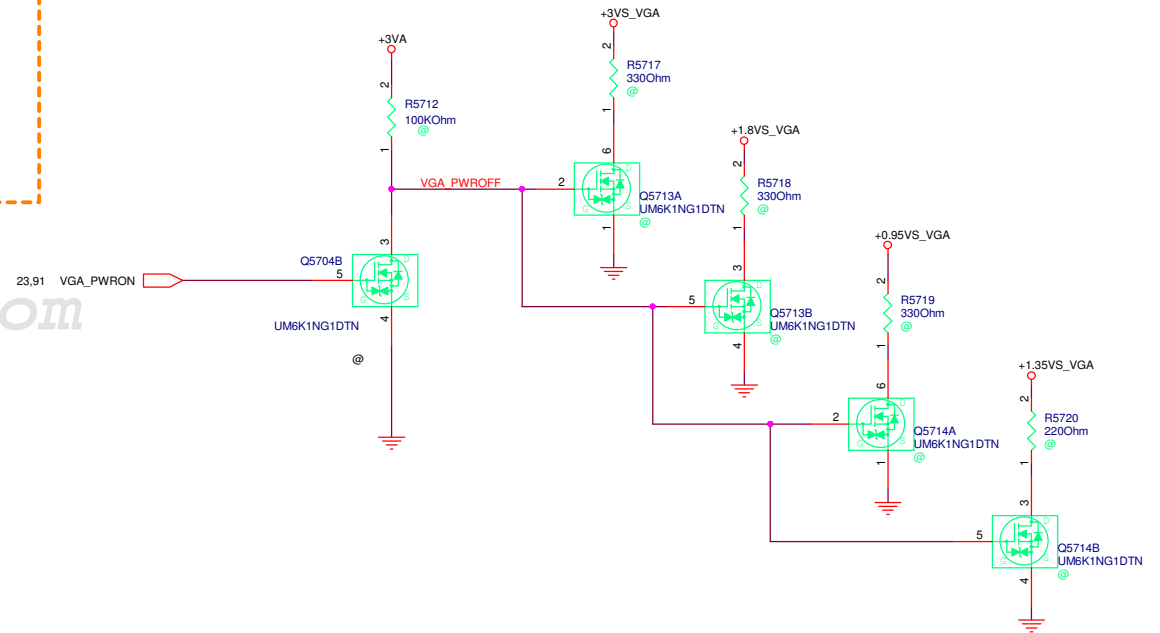 +3VS_VGA
2
R5717
330Ohm
@
1
+3VA
2
R5712
100KOhm
@
1
VGA_PWROFF
2
6
D
G
S
Q5713A
UM6K1NG1DTN
@
1
+1.8VS_VGA
2
R5718
330Ohm
@
1
23,91 VGA_PWRON
5
Q5704B
3
D
G
S
UM6K1NG1DTN
4
@
om
5
3
D
G
S
Q5713B
UM6K1NG1DTN
@
4
+0.95VS_VGA
2
R5719
330Ohm
@
1
2
6
D
G
S
Q5714A
UM6K1NG1DTN
@
1
+1.35VS_VGA
2
R5720
220Ohm
@
1
5
3
D
G
S
Q5714B
UM6K1NG1DTN
@
4